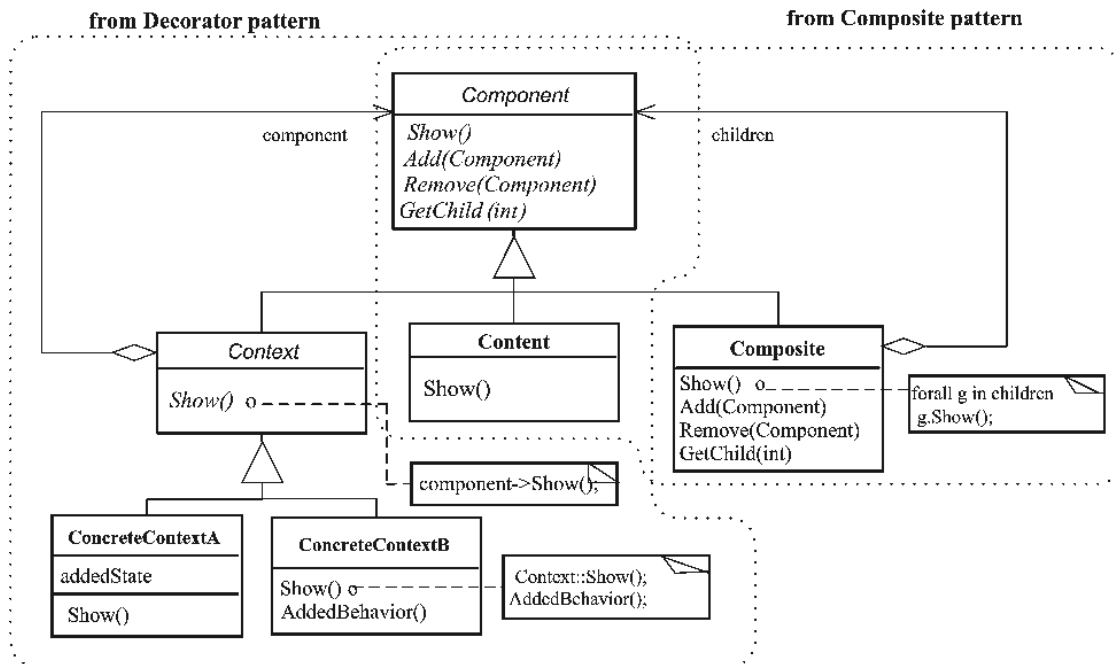 from Decorator pattern
from Composite pattern
Component
Show()
Add(Component)
Remove(Component)
GetChild (int)
component
children
Context
Show()
Content
Show()
Composite
Show()
Add(Component)
Remove(Component)
GetChild(int)
forall g in children
g.Show();
component->Show();
ConcreteContextA
addedState
Show()
ConcreteContextB
Show()
AddedBehavior()
Context::Show();
AddedBehavior();